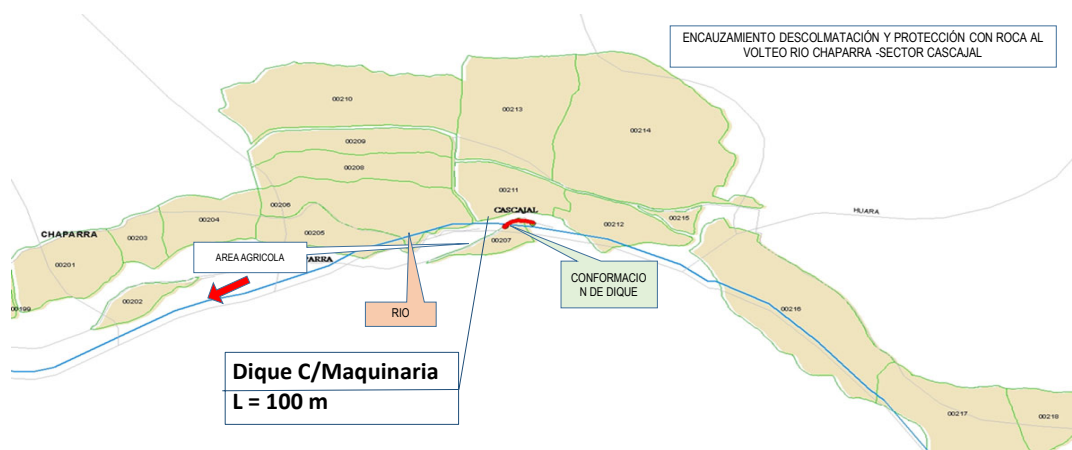 ENCAUZAMIENTO DESCOLMATACIÓN Y PROTECCIÓN CON ROCA AL
VOLTEO RIO CHAPARRA -SECTOR CASCAJAL
00210
00213
00214
00209
00208
00211
00206
CASCAJAL
00204
00205
00203
CHAPARRA
00201
00202
00199
00207
00212
00215
HUARA
AREA AGRICOLA
PARRA
RIO
CONFORMACIO
N DE DIQUE
Dique C/Maquinaria
L = 100 m
00216
00217
00218